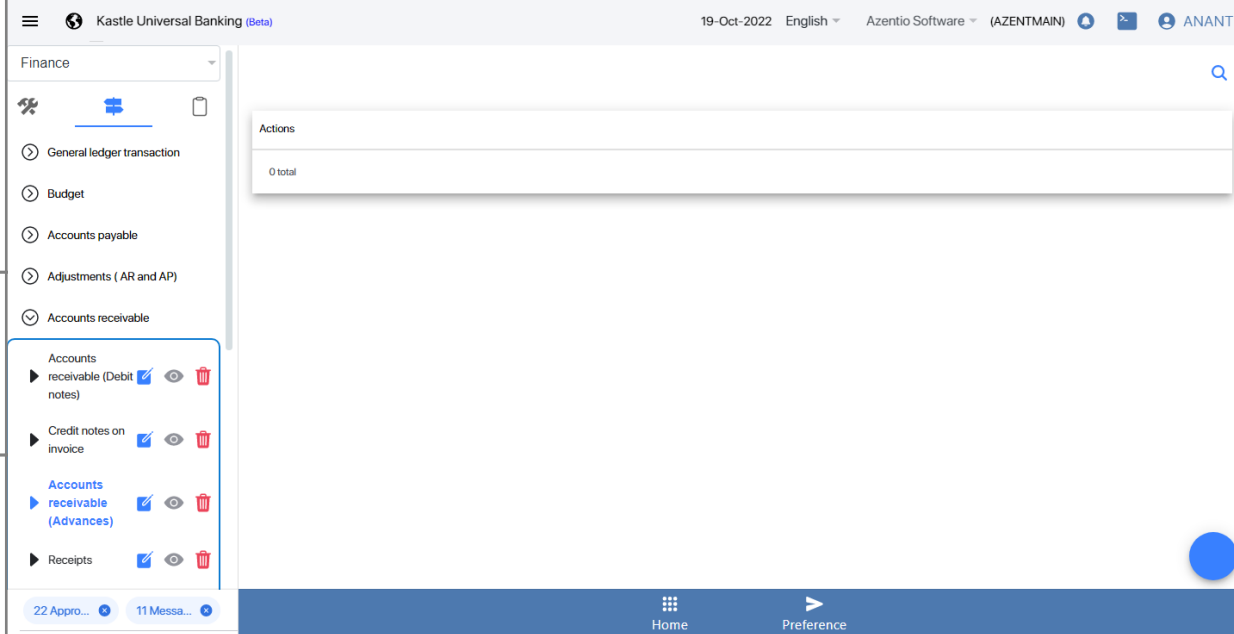 Kastle Universal Banking (Beta)
19-Oct-2022 English Azentio Software (AZENTMAIN) ANANT
Finance
General ledger transaction
Budget
Accounts payable
Adjustments ( AR and AP)
Accounts receivable
Accounts
receivable (Debit
notes)
Credit notes on
invoice
Accounts
receivable
(Advances)
Receipts
22 Appro...
11 Messa...
Actions
0 total
Home
Preference